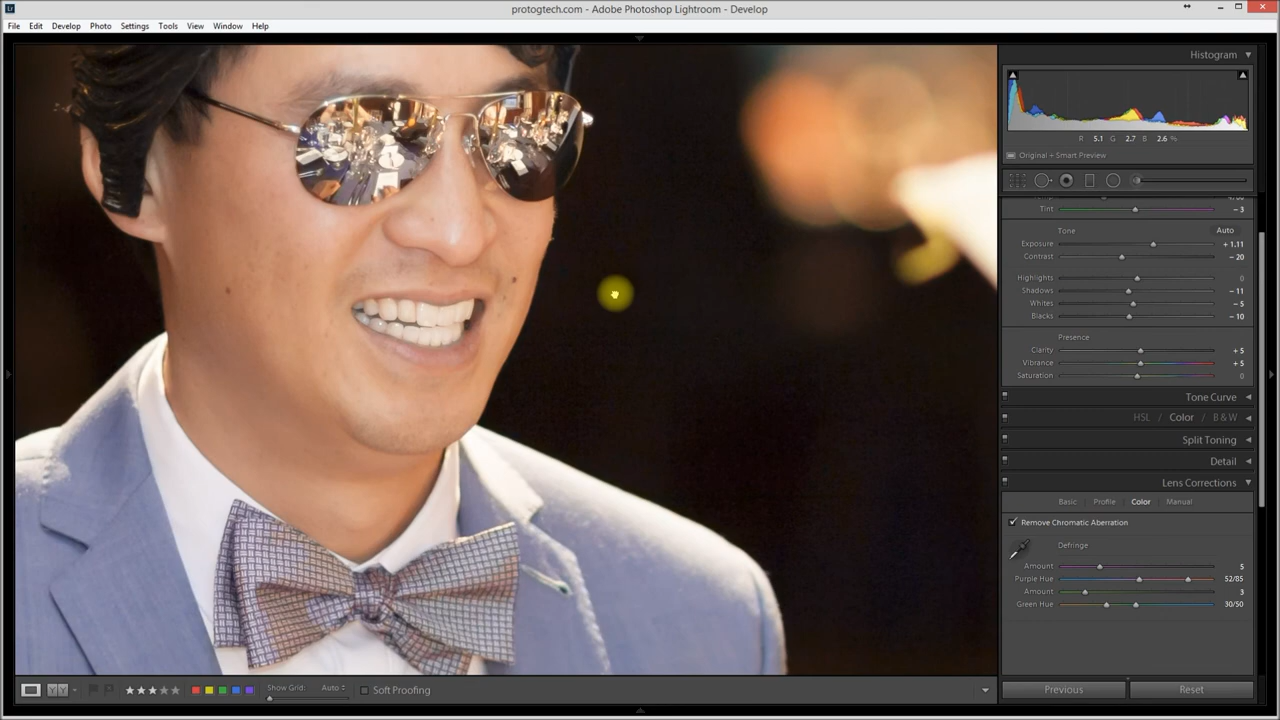 Lr
protogtech.com - Adobe Photoshop Lightroom - Develop
File Edit Develop Photo Settings Tools View Window Help
Histogram
R 5.1 G 2.7 B 2.6 %
Original + Smart Preview
Tint - 3
Tone Auto
Exposure + 1.11
Contrast - 20
Highlights 0
Shadows - 11
Whites - 5
Blacks - 10
Presence
Clarity + 5
Vibrance + 5
Saturation 0
Tone Curve
HSL / Color / B & W
Split Toning
Detail
Lens Corrections
Basic Profile Color Manual
Remove Chromatic Aberration
Defringe
Amount 5
Purple Hue 52/85
Amount 3
Green Hue 30/50
YY Show Grid: Auto Soft Proofing
Previous Reset